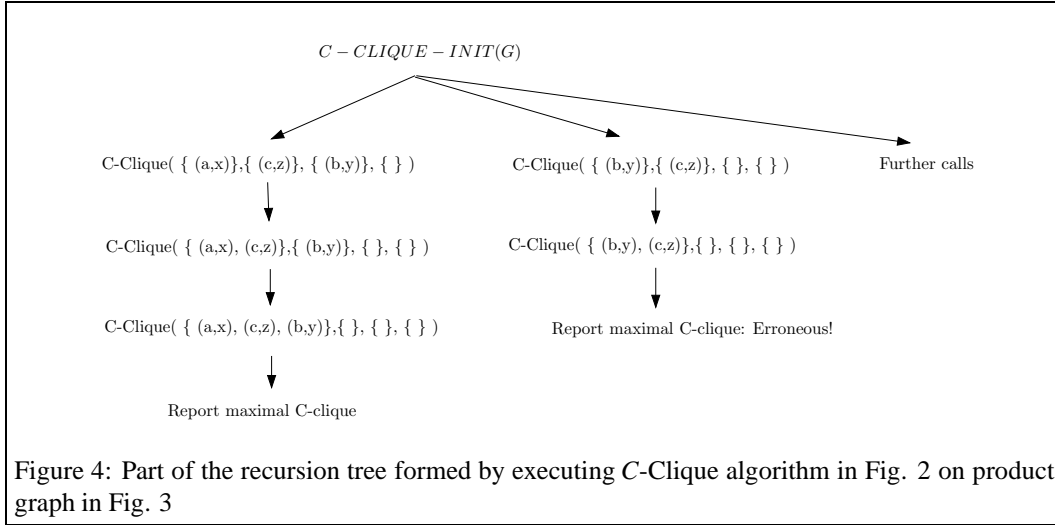 C − CLIQUE − INIT(G)
C-Clique( { (a,x)},{ (c,z)}, { (b,y)}, { } )
C-Clique( { (b,y)},{ (c,z)}, { }, { } )
Further calls
C-Clique( { (a,x), (c,z)},{ (b,y)}, { }, { } )
C-Clique( { (b,y), (c,z)},{ }, { }, { } )
C-Clique( { (a,x), (c,z), (b,y)},{ }, { }, { } )
Report maximal C-clique: Erroneous!
Report maximal C-clique
Figure 4: Part of the recursion tree formed by executing C-Clique algorithm in Fig. 2 on product
graph in Fig. 3